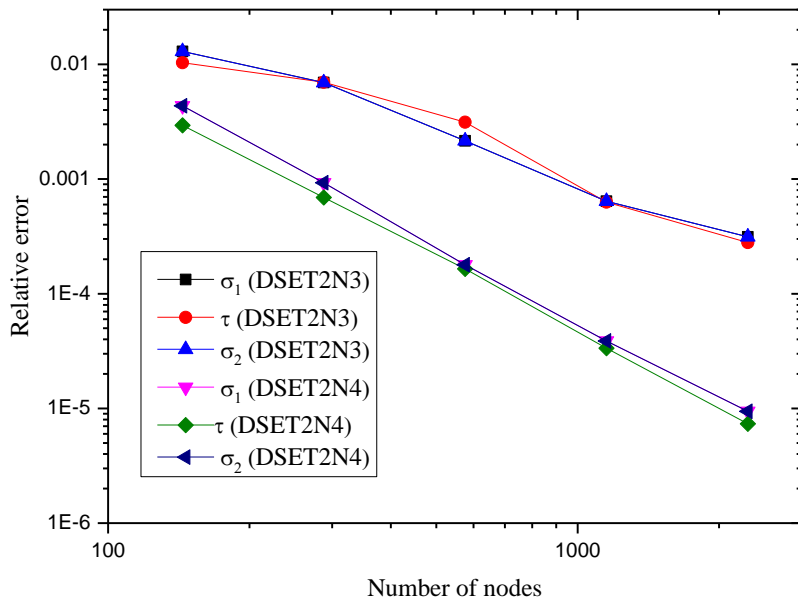 0.01
0.001
1E-4
1E-5
1E-6
Relative error
σ₁ (DSET2N3)
τ (DSET2N3)
σ₂ (DSET2N3)
σ₁ (DSET2N4)
τ (DSET2N4)
σ₂ (DSET2N4)
100
1000
Number of nodes